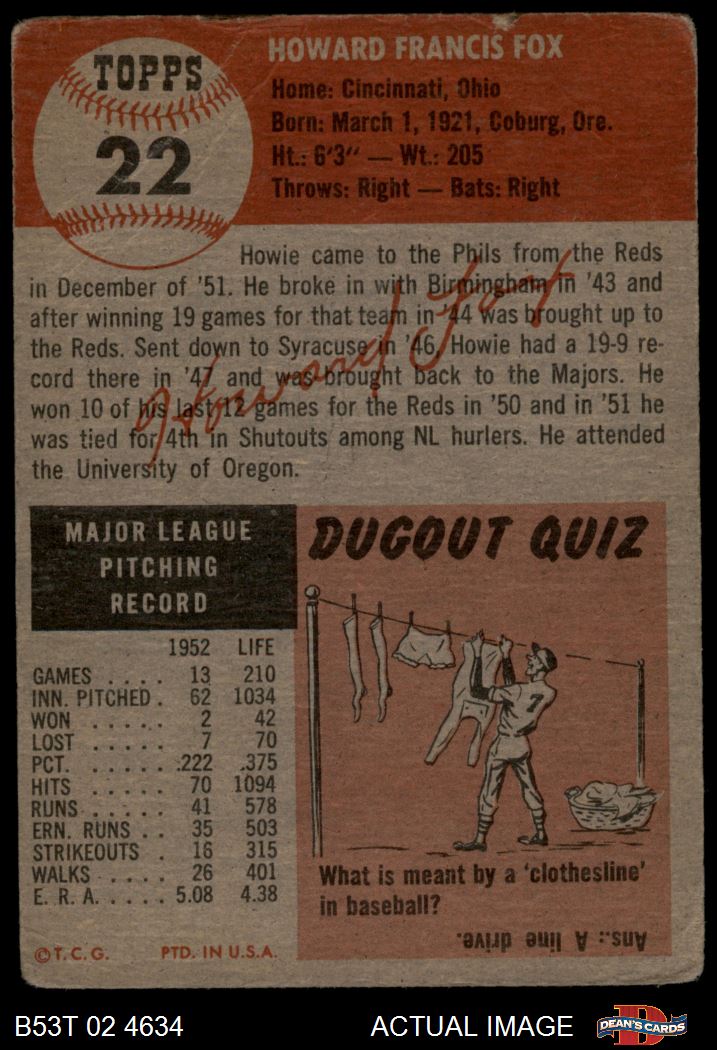 TOPPS
22
HOWARD FRANCIS FOX
Home: Cincinnati, Ohio
Born: March 1, 1921, Coburg, Ore.
Ht.: 6'3" — Wt.: 205
Throws: Right — Bats: Right
Howie came to the Phils from the Reds
in December of '51. He broke in with Birmingham in '43 and
after winning 19 games for that team in '44 was brought up to
the Reds. Sent down to Syracuse in '46, Howie had a 19-9 re-
cord there in '47 and was brought back to the Majors. He
won 10 of his last 12 games for the Reds in '50 and in '51 he
was tied for 4th in Shutouts among NL hurlers. He attended
the University of Oregon.
Howard Fox
MAJOR LEAGUE
PITCHING
RECORD
1952 LIFE
GAMES . . . . 13 210
INN. PITCHED . 62 1034
WON . . . . . 2 42
LOST . . . . . 7 70
PCT. . . . . . .222 .375
HITS . . . . . 70 1094
RUNS . . . . . 41 578
ERN. RUNS . . 35 503
STRIKEOUTS . 16 315
WALKS . . . . 26 401
E. R. A. . . . . . 5.08 4.38
© T. C. G. PTD. IN U. S. A.
DUGOUT QUIZ
7
What is meant by a 'clothesline'
in baseball?
Ans.: A line drive.
B53T 02 4634 ACTUAL IMAGE
D
DEAN'S CARDS